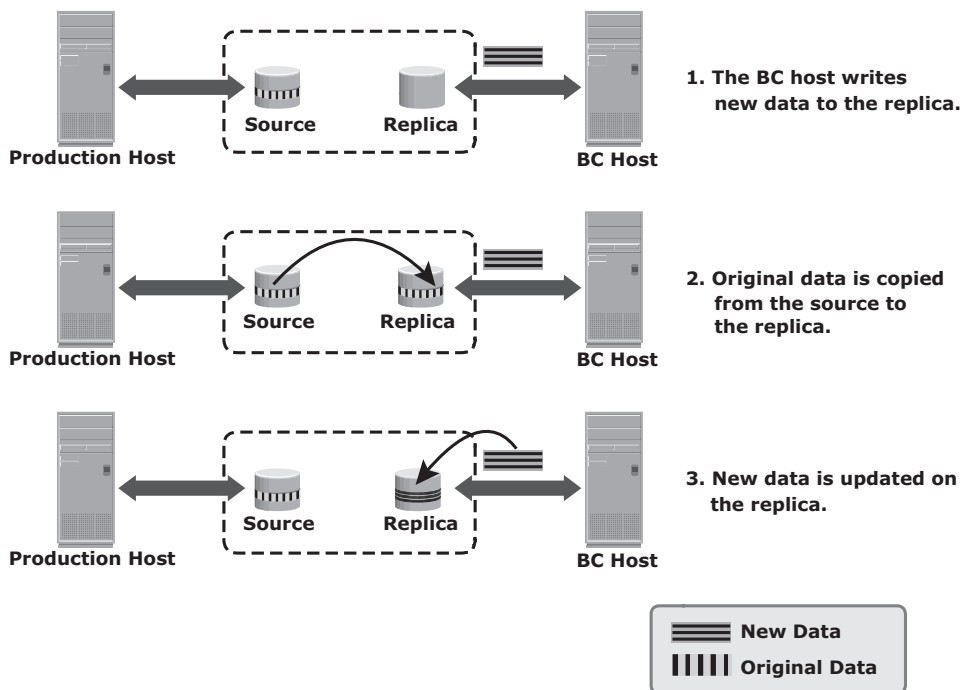 Source
Replica
Production Host
BC Host
1. The BC host writes
new data to the replica.
Source
Replica
Production Host
BC Host
2. Original data is copied
from the source to
the replica.
Source
Replica
Production Host
BC Host
3. New data is updated on
the replica.
New Data
Original Data